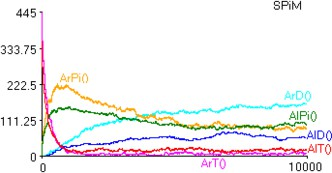 445
SPiM
333.75
ArPi()
222.5
ArD()
AlPi()
111.25
AlD()
AlT()
0
ArT()
0
10000